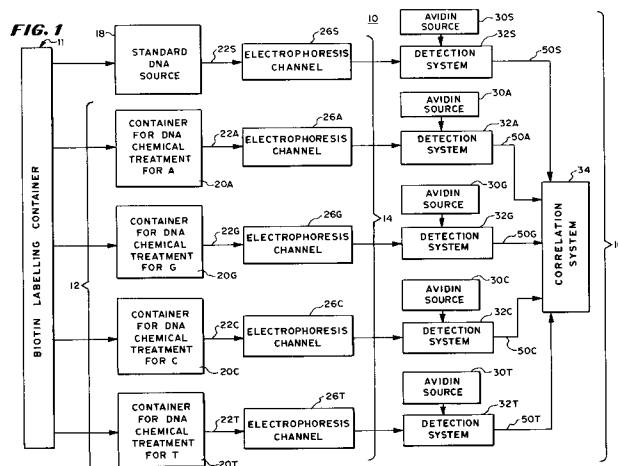 FIG. 1
11
BIOTIN LABELLING CONTAINER
10
18
STANDARD
DNA
SOURCE
22S
26S
ELECTROPHORESIS
CHANNEL
AVIDIN
SOURCE
30S
32S
DETECTION
SYSTEM
50S
12
CONTAINER
FOR DNA
CHEMICAL
TREATMENT
FOR A
20A
22A
26A
ELECTROPHORESIS
CHANNEL
AVIDIN
SOURCE
30A
32A
DETECTION
SYSTEM
50A
CONTAINER
FOR DNA
CHEMICAL
TREATMENT
FOR G
20G
22G
26G
ELECTROPHORESIS
CHANNEL
14
AVIDIN
SOURCE
30G
32G
DETECTION
SYSTEM
50G
34
CORRELATION
SYSTEM
CONTAINER
FOR DNA
CHEMICAL
TREATMENT
FOR C
20C
22C
26C
ELECTROPHORESIS
CHANNEL
AVIDIN
SOURCE
30C
32C
DETECTION
SYSTEM
50C
CONTAINER
FOR DNA
CHEMICAL
TREATMENT
FOR T
20T
22T
26T
ELECTROPHORESIS
CHANNEL
AVIDIN
SOURCE
30T
32T
DETECTION
SYSTEM
50T